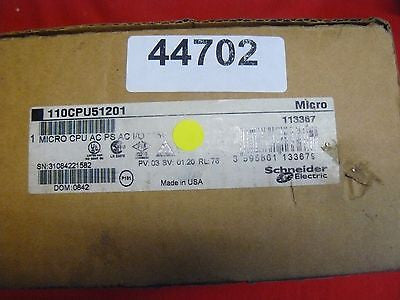 44702
110CPU51201
Micro
113367
1 MICRO CPU AC PS AC I/O
SN:31084221582
PV:03 SV: 01.20 RL:76
DOM:0842
Made in USA
Schneider
Electric